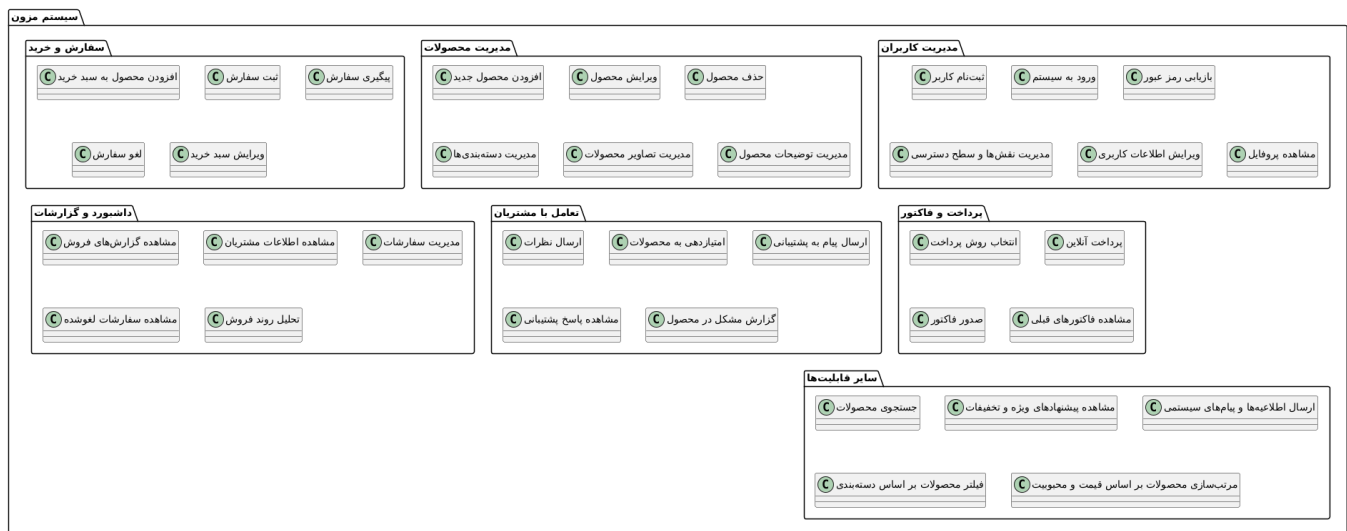 سیستم مزون
مدیریت کاربران
C ثبت‌نام کاربر
C ورود به سیستم
C بازیابی رمز عبور
C مدیریت نقش‌ها و سطح دسترسی
C ویرایش اطلاعات کاربری
C مشاهده پروفایل
مدیریت محصولات
C افزودن محصول جدید
C ویرایش محصول
C حذف محصول
C مدیریت دسته‌بندی‌ها
C مدیریت تصاویر محصولات
C مدیریت توضیحات محصول
سفارش و خرید
C افزودن محصول به سبد خرید
C ثبت سفارش
C پیگیری سفارش
C لغو سفارش
C ویرایش سبد خرید
پرداخت و فاکتور
C انتخاب روش پرداخت
C پرداخت آنلاین
C صدور فاکتور
C مشاهده فاکتورهای قبلی
تعامل با مشتریان
C ارسال نظرات
C امتیازدهی به محصولات
C ارسال پیام به پشتیبانی
C مشاهده پاسخ پشتیبانی
C گزارش مشکل در محصول
داشبورد و گزارشات
C مشاهده گزارش‌های فروش
C مشاهده اطلاعات مشتریان
C مدیریت سفارشات
C مشاهده سفارشات لغوشده
C تحلیل روند فروش
سایر قابلیت‌ها
C جستجوی محصولات
C مشاهده پیشنهادهای ویژه و تخفیفات
C ارسال اطلاعیه‌ها و پیام‌های سیستمی
C فیلتر محصولات بر اساس دسته‌بندی
C مرتب‌سازی محصولات بر اساس قیمت و محبوبیت